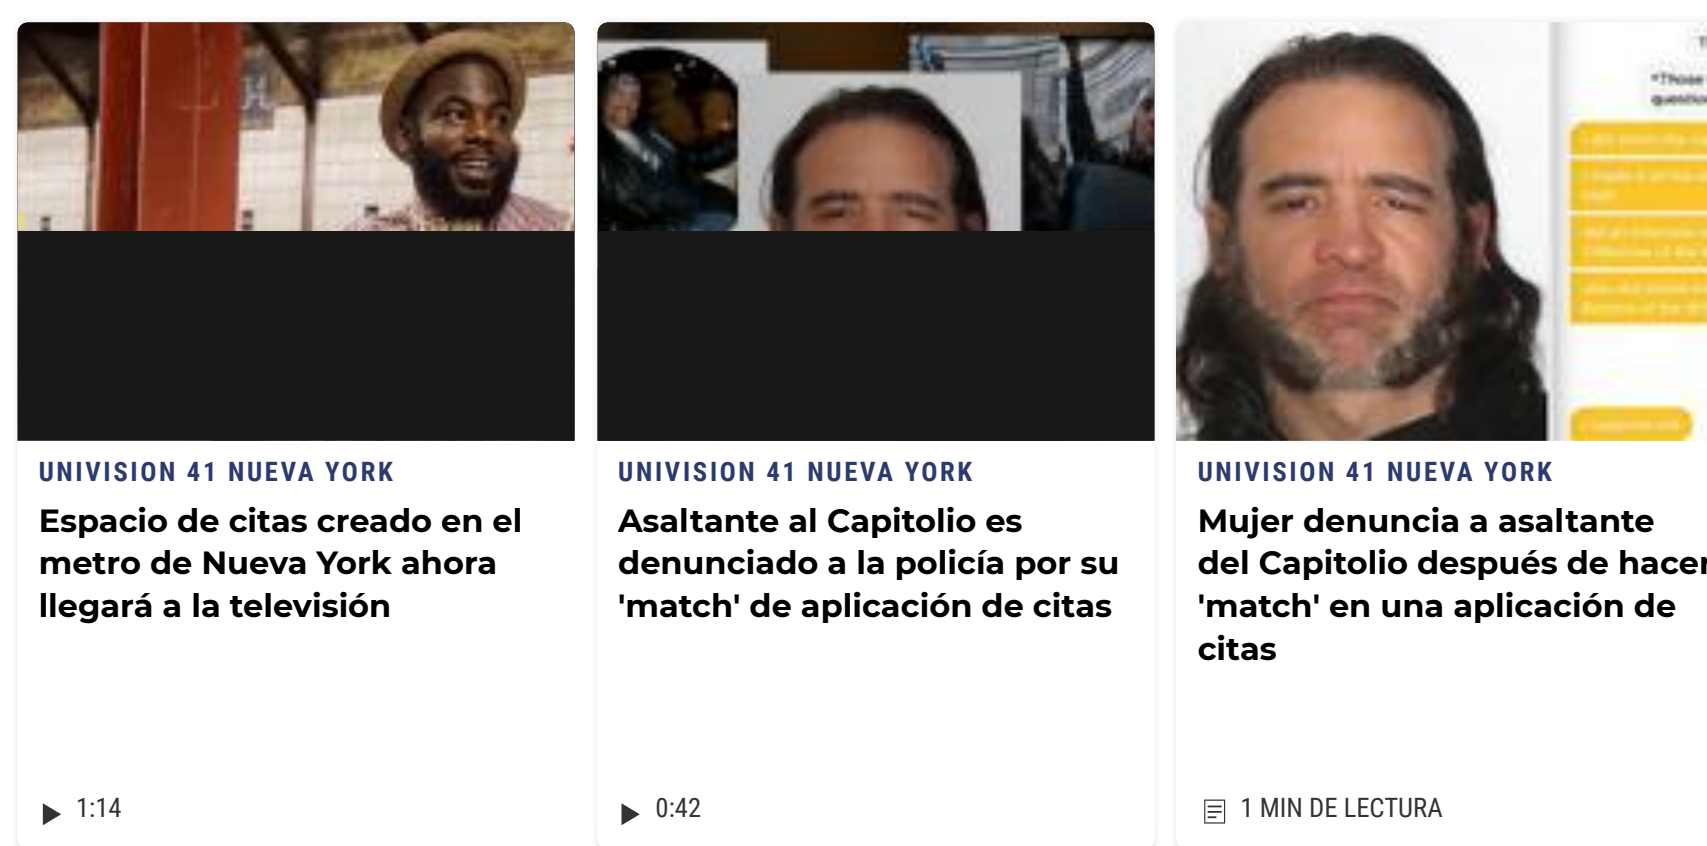 "Those
UNIVISION 41 NUEVA YORK
Espacio de citas creado en el
metro de Nueva York ahora
llegará a la televisión
1:14
UNIVISION 41 NUEVA YORK
Asaltante al Capitolio es
denunciado a la policía por su
'match' de aplicación de citas
0:42
UNIVISION 41 NUEVA YORK
Mujer denuncia a asaltante
del Capitolio después de hacer
'match' en una aplicación de
citas
1 MIN DE LECTURA